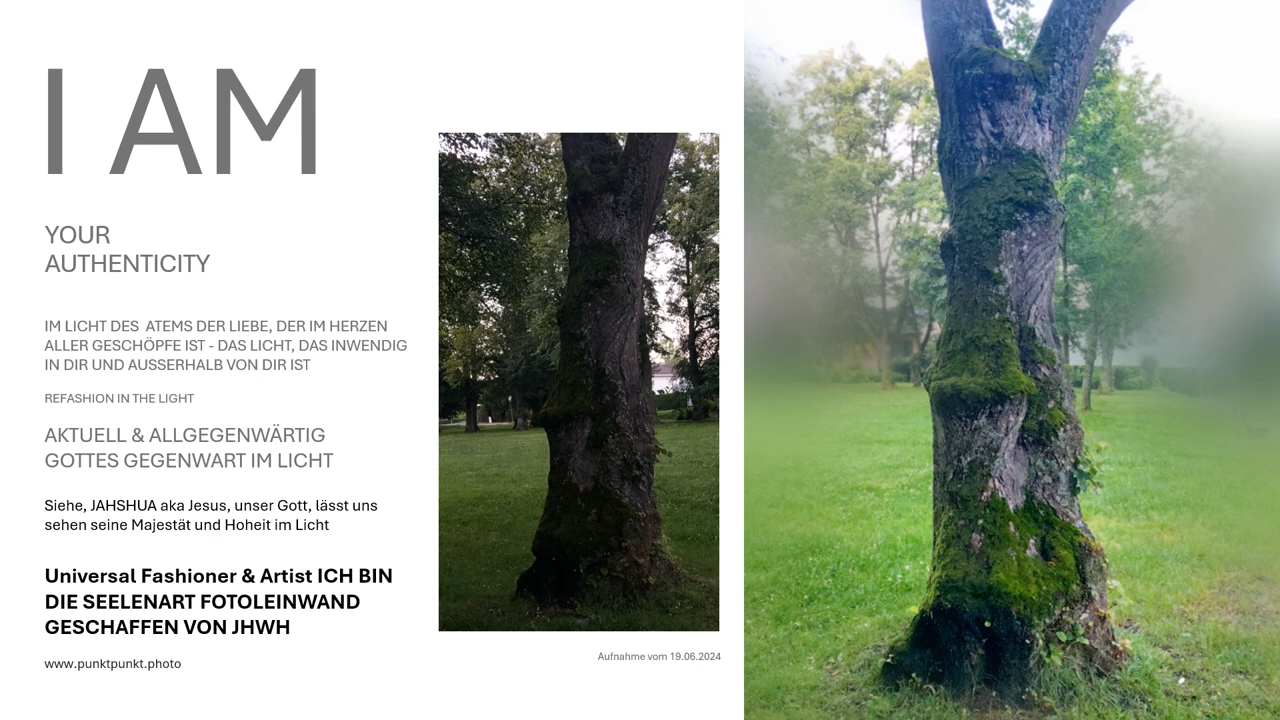 I AM
YOUR
AUTHENTICITY
IM LICHT DES  ATEMS DER LIEBE, DER IM HERZEN
ALLER GESCHÖPFE IST - DAS LICHT, DAS INWENDIG
IN DIR UND AUSSERHALB VON DIR IST
REFASHION IN THE LIGHT
AKTUELL & ALLGEGENWÄRTIG
GOTTES GEGENWART IM LICHT
Siehe, JAHSHUA aka Jesus, unser Gott, lässt uns
sehen seine Majestät und Hoheit im Licht
Universal Fashioner & Artist ICH BIN
DIE SEELENART FOTOLEINWAND
GESCHAFFEN VON JHWH
www.punktpunkt.photo
Aufnahme vom 19.06.2024